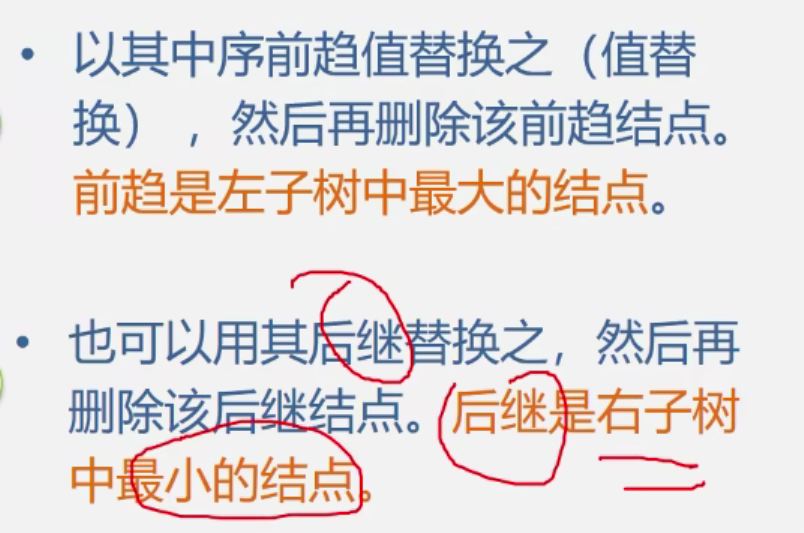 • 以其中序前趋值替换之（值替
换），然后再删除该前趋结点。
前趋是左子树中最大的结点。
• 也可以用其后继替换之，然后再
删除该后继结点。后继是右子树
中最小的结点。